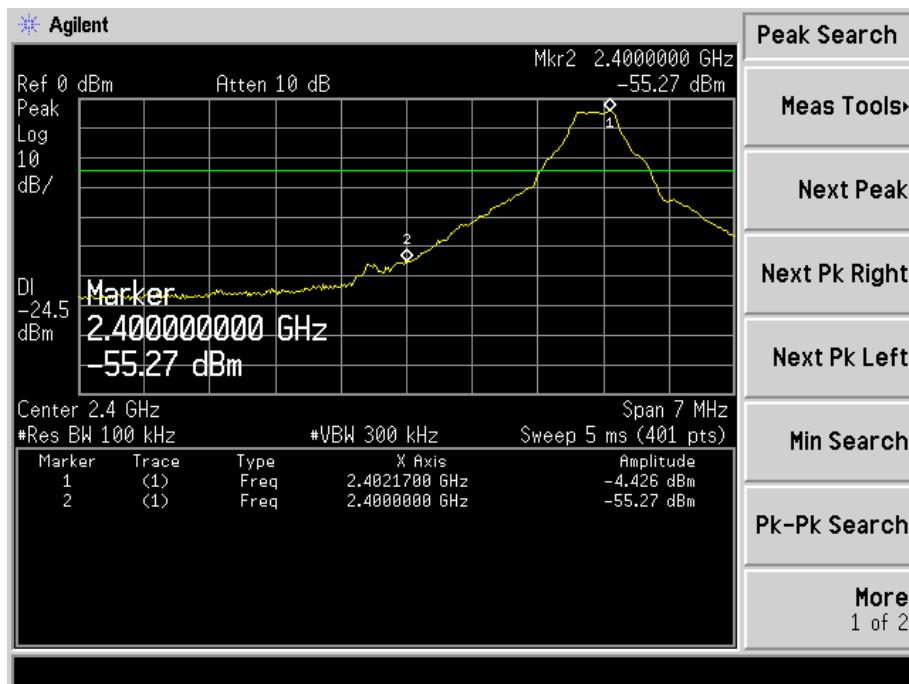 Agilent
Peak Search
Mkr2 2.4000000 GHz
Ref 0 dBm Atten 10 dB -55.27 dBm
Peak
Log
10
dB/
1
2
DI
-24.5
dBm
Marker
2.400000000 GHz
-55.27 dBm
Center 2.4 GHz Span 7 MHz
#Res BW 100 kHz #VBW 300 kHz Sweep 5 ms (401 pts)
Marker Trace Type X Axis Amplitude
1 (1) Freq 2.4021700 GHz -4.426 dBm
2 (1) Freq 2.4000000 GHz -55.27 dBm
Meas Tools
Next Peak
Next Pk Right
Next Pk Left
Min Search
Pk-Pk Search
More
1 of 2